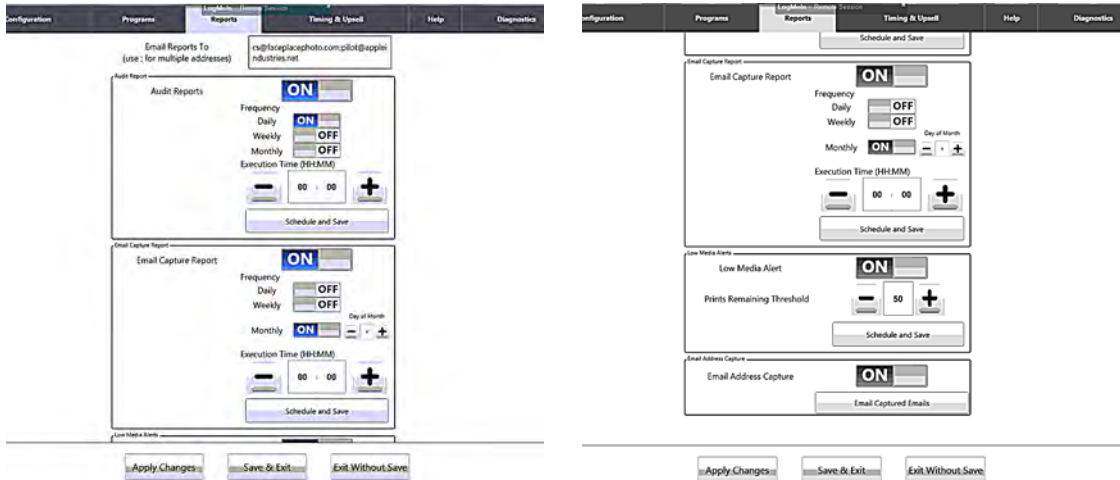 LogMeIn - Remote Session
Configuration Programs Reports Timing & Upsell Help Diagnostics
Email Reports To
(use ; for multiple addresses)
cs@faceplacephoto.com;pilot@applei
ndustries.net
Audit Report
Audit Reports ON
Frequency
Daily ON
Weekly OFF
Monthly OFF
Execution Time (HH:MM)
00 : 00
Schedule and Save
Email Capture Report
Email Capture Report ON
Frequency
Daily OFF
Weekly OFF
Day of Month
Monthly ON
Execution Time (HH:MM)
00 : 00
Schedule and Save
Low Media Alerts
Apply Changes Save & Exit Exit Without Save
LogMeIn - Remote Session
nfiguration Programs Reports Timing & Upsell Help Diagnostics
Schedule and Save
Email Capture Report
Email Capture Report ON
Frequency
Daily OFF
Weekly OFF
Day of Month
Monthly ON
Execution Time (HH:MM)
00 : 00
Schedule and Save
Low Media Alerts
Low Media Alert ON
Prints Remaining Threshold 50
Schedule and Save
Email Address Capture
Email Address Capture ON
Email Captured Emails
Apply Changes Save & Exit Exit Without Save